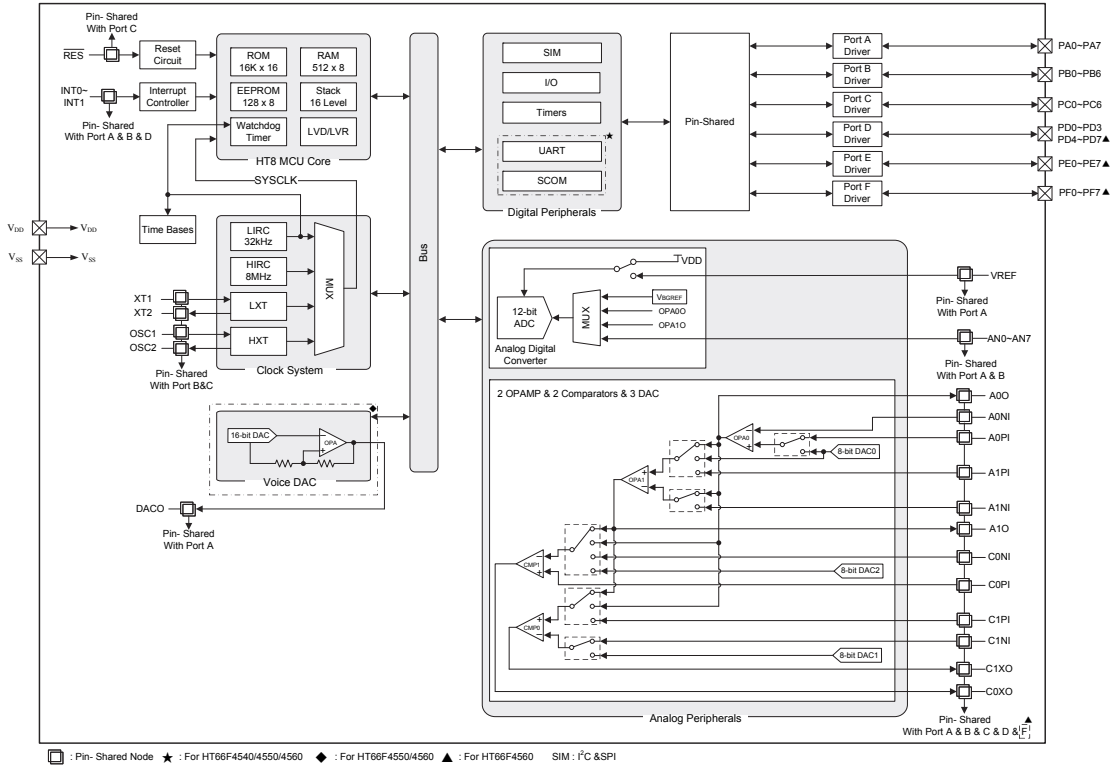 Pin- Shared
With Port C
RES
Reset
Circuit
INT0~
INT1
Interrupt
Controller
Pin- Shared
With Port A & B & D
ROM
16K x 16
RAM
512 x 8
EEPROM
128 x 8
Stack
16 Level
Watchdog
Timer
LVD/LVR
HT8 MCU Core
SYSCLK
Time Bases
VDD
VDD
VSS
VSS
LIRC
32kHz
HIRC
8MHz
LXT
HXT
MUX
Clock System
XT1
XT2
OSC1
OSC2
Pin- Shared
With Port B&C
16-bit DAC
OPA
Voice DAC
◆
DACO
Pin- Shared
With Port A
Bus
SIM
I/O
Timers
★
UART
SCOM
Digital Peripherals
Pin-Shared
Port A
Driver
Port B
Driver
Port C
Driver
Port D
Driver
Port E
Driver
Port F
Driver
PA0~PA7
PB0~PB6
PC0~PC6
PD0~PD3
PD4~PD7▲
PE0~PE7▲
PF0~PF7▲
VDD
12-bit
ADC
MUX
VBGREF
OPA0O
OPA1O
Analog Digital
Converter
VREF
Pin- Shared
With Port A
AN0~AN7
Pin- Shared
With Port A & B
2 OPAMP & 2 Comparators & 3 DAC
OPA0
8-bit DAC0
OPA1
CMP1
8-bit DAC2
CMP0
8-bit DAC1
A0O
A0NI
A0PI
A1PI
A1NI
A1O
C0NI
C0PI
C1PI
C1NI
C1XO
C0XO
Analog Peripherals
Pin- Shared
With Port A & B & C & D & F ▲
: Pin- Shared Node ★ : For HT66F4540/4550/4560 ◆ : For HT66F4550/4560 ▲ : For HT66F4560 SIM : I²C &SPI